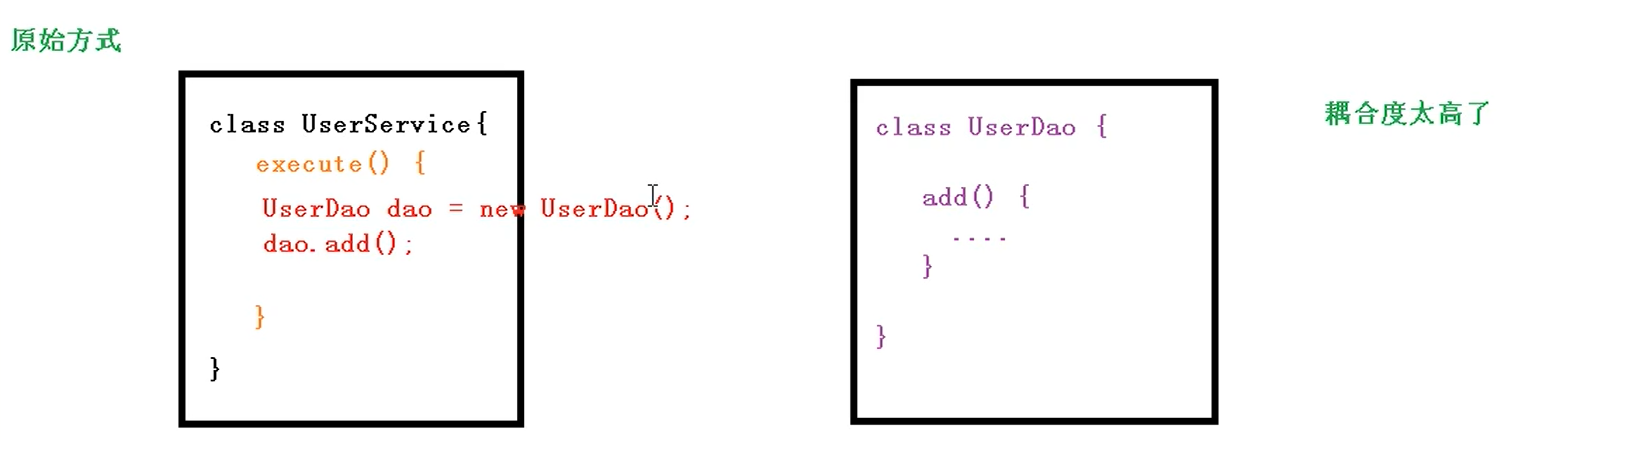 原始方式
class UserService{
execute() {
UserDao dao = new UserDao();
dao.add();
}
}
class UserDao {
add() {
....
}
}
耦合度太高了